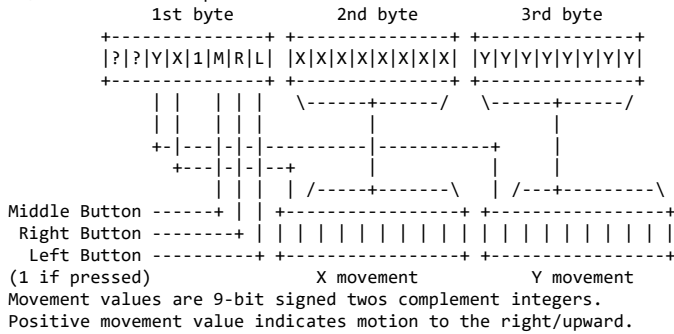 1st byte          2nd byte          3rd byte
   +---------------+ +---------------+ +---------------+
   |?|?|Y|X|1|M|R|L| |X|X|X|X|X|X|X|X| |Y|Y|Y|Y|Y|Y|Y|Y|
   +---------------+ +---------------+ +---------------+
        | |   | | |   \------+------/   \------+------/
        | |   | | |          |                 |
        +-|---|-|-|----------|-----------+     |
          +---|-|-|--+       |           |     |
              | | |  | /-----+-------\   | /---+---------\
Middle Button ------+ | | +-----------------+ +-----------------+
 Right Button --------+ | | | | | | | | | | | | | | | | | | | | |
  Left Button ----------+ +-----------------+ +-----------------+
(1 if pressed)            X movement          Y movement
Movement values are 9-bit signed twos complement integers.
Positive movement value indicates motion to the right/upward.